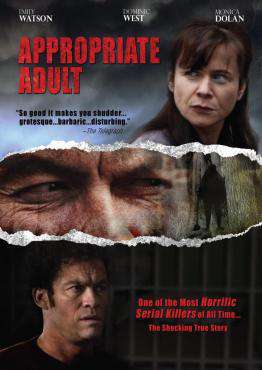 EMILY WATSON
DOMINIC WEST
MONICA DOLAN
APPROPRIATE
ADULT
"So good it makes you shudder...
grotesque...barbaric...disturbing."
–The Telegraph
One of the Most Horrific
Serial Killers of All Time...
The Shocking True Story